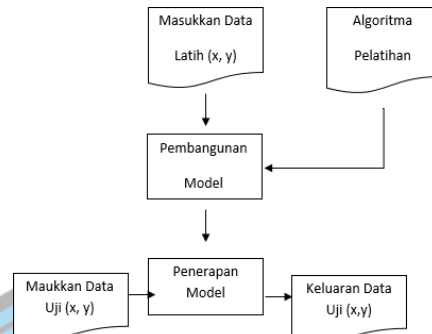 Masukkan Data
Latih (x, y)
Algoritma
Pelatihan
Pembangunan
Model
Penerapan
Model
Maukkan Data
Uji (x, y)
Keluaran Data
Uji (x,y)